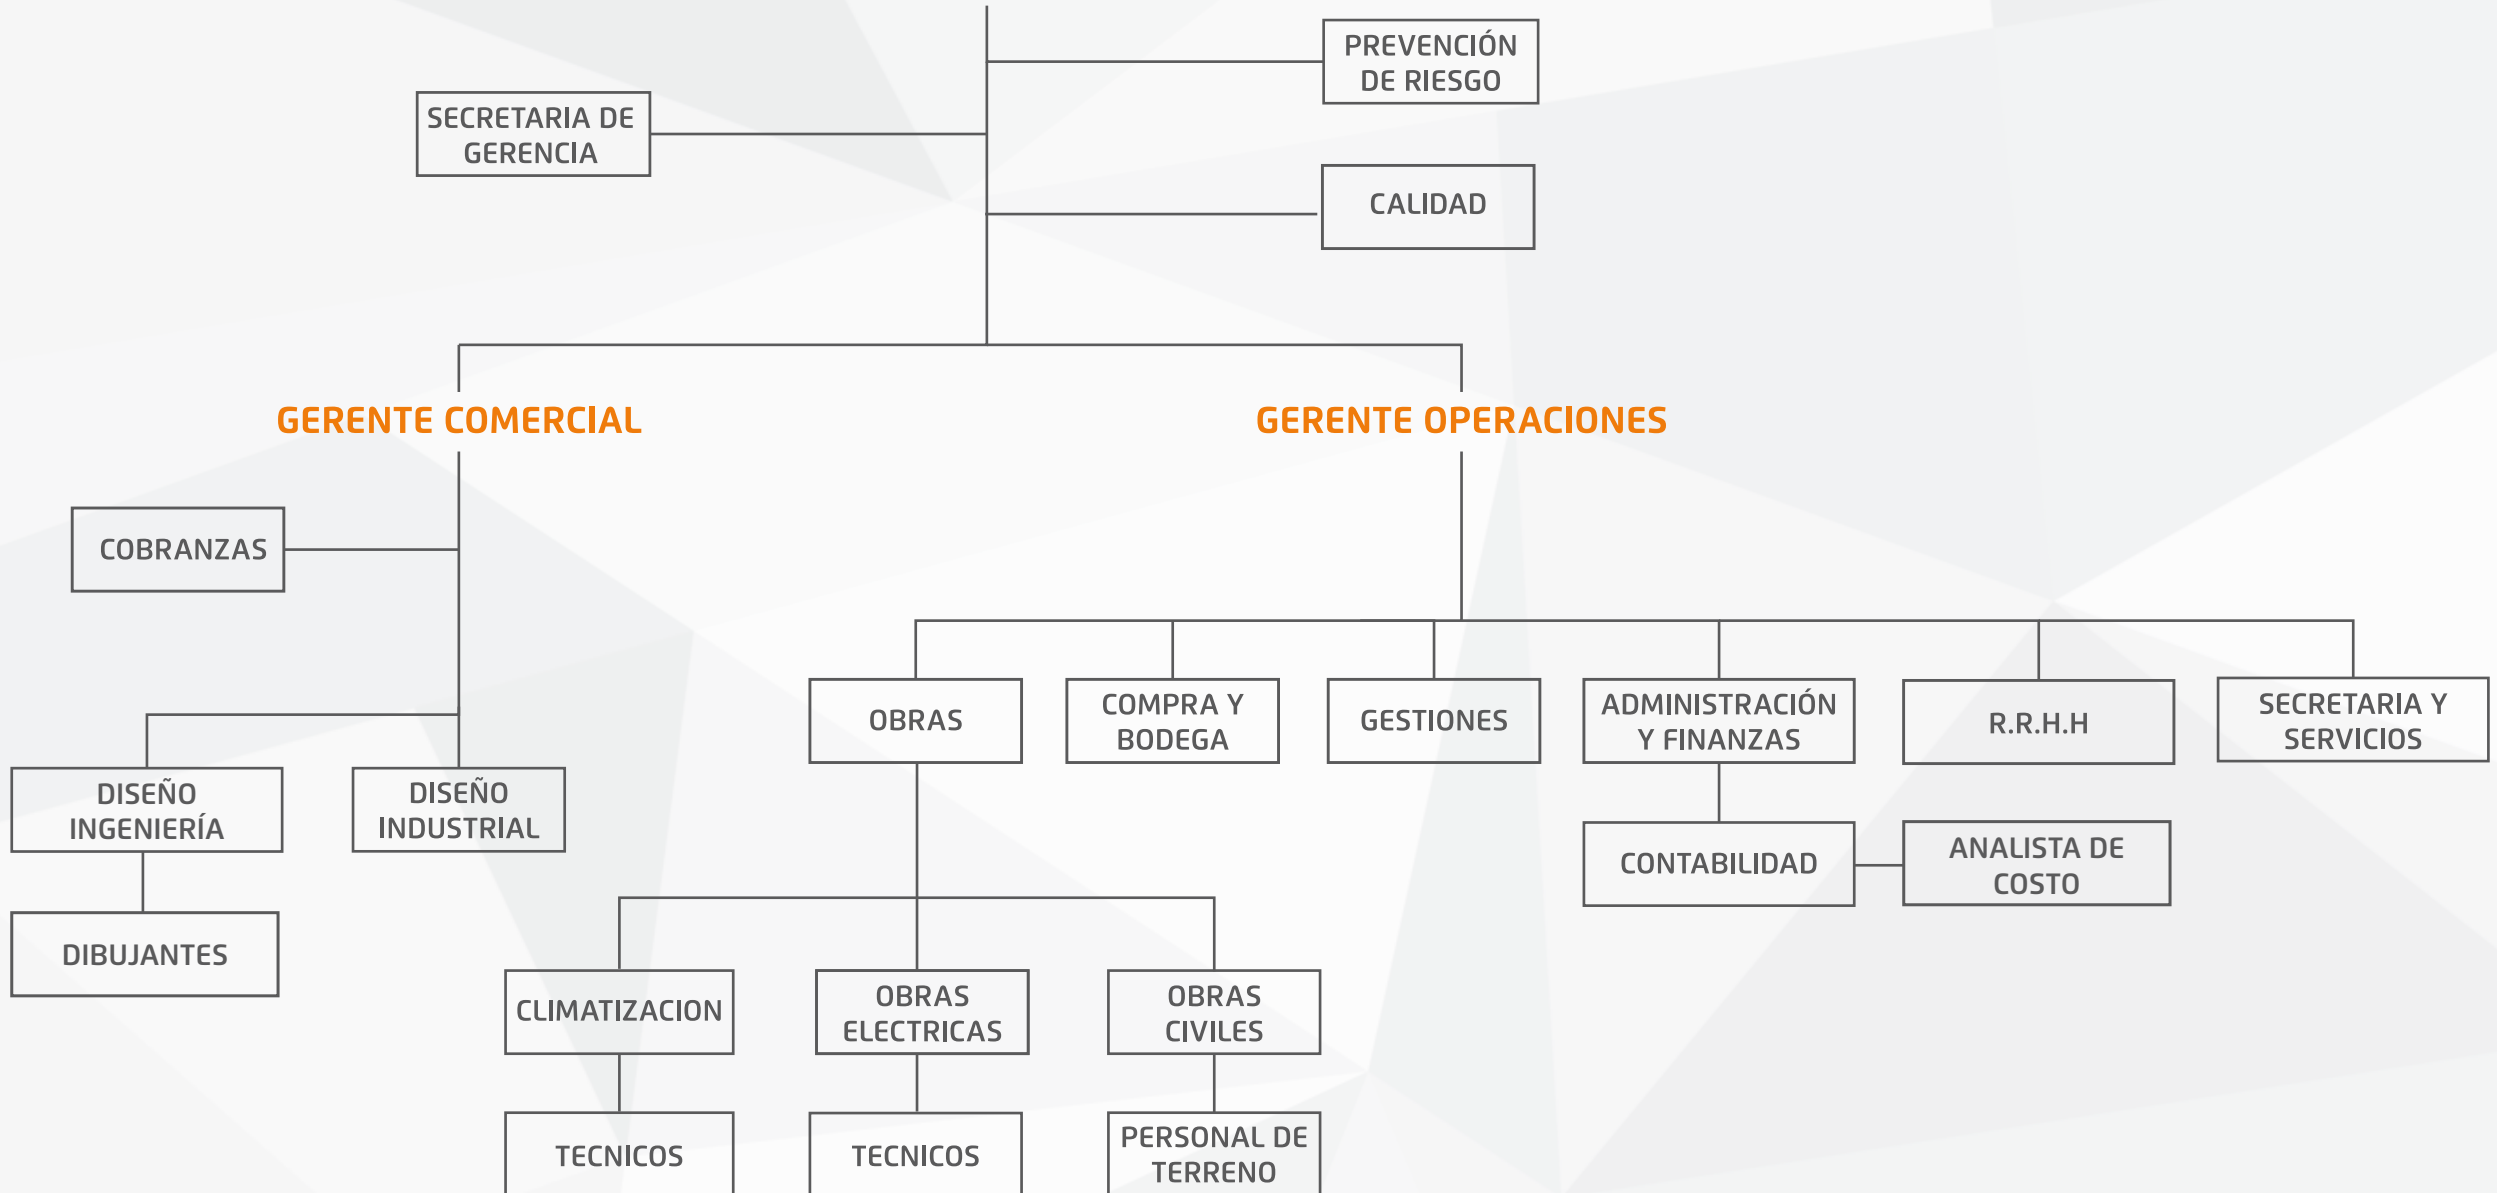 PREVENCIÓN
DE RIESGO
SECRETARIA DE
GERENCIA
CALIDAD
GERENTE COMERCIAL
GERENTE OPERACIONES
COBRANZAS
OBRAS
COMPRA Y
BODEGA
GESTIONES
ADMINISTRACIÓN
Y FINANZAS
R.R.H.H
SECRETARIA Y
SERVICIOS
DISEÑO
INGENIERÍA
DISEÑO
INDUSTRIAL
CONTABILIDAD
ANALISTA DE
COSTO
DIBUJANTES
CLIMATIZACION
OBRAS
ELECTRICAS
OBRAS
CIVILES
TECNICOS
TECNICOS
PERSONAL DE
TERRENO